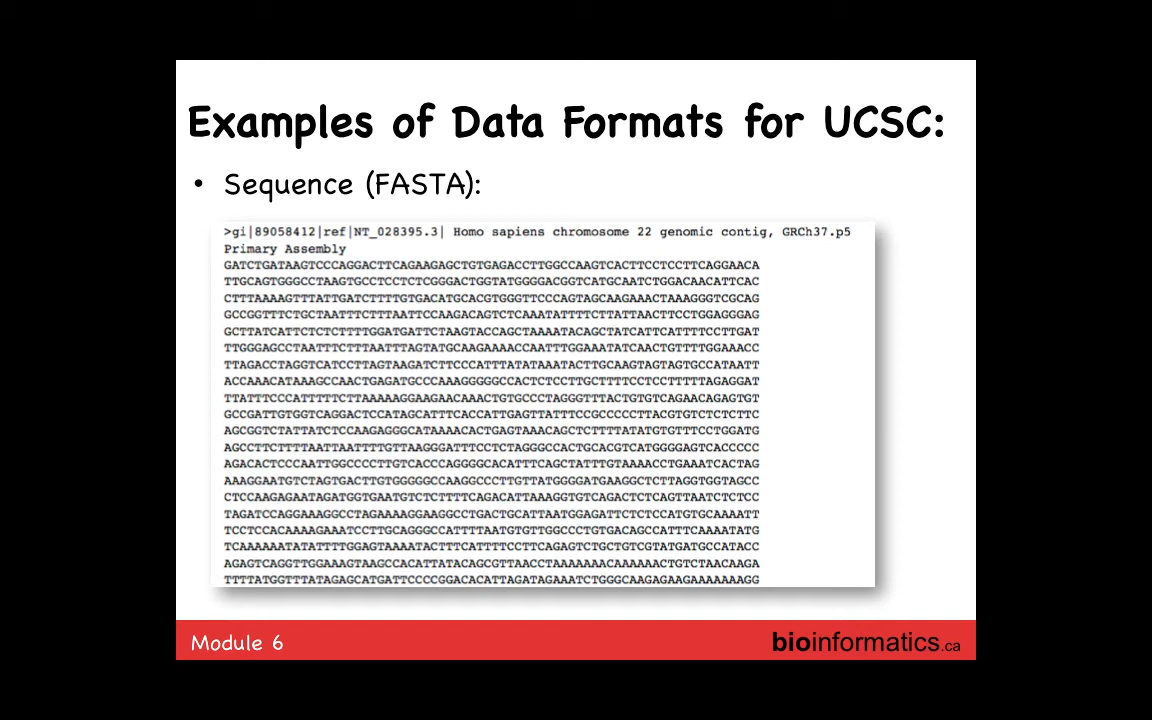 Examples of Data Formats for UCSC:
• Sequence (FASTA):
>gi|89058412|ref|NT_028395.3| Homo sapiens chromosome 22 genomic contig, GRCh37.p5
Primary Assembly
GATCTGATAAGTCCCAGGACTTCAGAAGAGCTGTGAGACCTTGGCCAAGTCACTTCCTCCTTCAGGAACA
TTGCAGTGGGCCTAAGTGCCTCCTCTCGGGACTGGTATGGGGACGGTCATGCAATCTGGACAACATTCAC
CTTTAAAAGTTTATTGATCTTTTGTGACATGCACGTGGGTTCCCAGTAGCAAGAAACTAAAGGGTCGCAG
GCCGGTTTCTGCTAATTTCTTTAATTCCAAGACAGTCTCAAATATTTTCTTATTAACTTCCTGGAGGGAG
GCTTATCATTCTCTCTTTTGGATGATTCTAAGTACCAGCTAAAATACAGCTATCATTCATTTTCCTTGAT
TTGGGAGCCTAATTTCTTTAATTTAGTATGCAAGAAAACCAATTTGGAAATATCAACTGTTTTGGAAACC
TTAGACCTAGGTCATCCTTAGTAAGATCTTCCCATTTATATAAATACTTGCAAGTAGTAGTGCCATAATT
ACCAAACATAAAGCCAACTGAGATGCCCAAAGGGGGCCACTCTCCTTGCTTTTCCTCCTTTTTAGAGGAT
TTATTTCCCATTTTTCTTAAAAAGGAAGAACAAACTGTGCCCTAGGGTTTACTGTGTCAGAACAGAGTGT
GCCGATTGTGGTCAGGACTCCATAGCATTTCACCATTGAGTTATTTCCGCCCCCTTACGTGTCTCTCTTC
AGCGGTCTATTATCTCCAAGAGGGCATAAAACACTGAGTAAACAGCTCTTTTATATGTGTTTCCTGGATG
AGCCTTCTTTTAATTAATTTTGTTAAGGGATTTCCTCTAGGGCCACTGCACGTCATGGGGAGTCACCCCC
AGACACTCCCAATTGGCCCCTTGTCACCCAGGGGCACATTTCAGCTATTTGTAAAACCTGAAATCACTAG
AAAGGAATGTCTAGTGACTTGTGGGGGCCAAGGCCCTTGTTATGGGGATGAAGGCTCTTAGGTGGTAGCC
CTCCAAGAGAATAGATGGTGAATGTCTCTTTTCAGACATTAAAGGTGTCAGACTCTCAGTTAATCTCTCC
TAGATCCAGGAAAGGCCTAGAAAAGGAAGGCCTGACTGCATTAATGGAGATTCTCTCCATGTGCAAAATT
TCCTCCACAAAAGAAATCCTTGCAGGGCCATTTTAATGTGTTGGCCCTGTGACAGCCATTTCAAAATATG
TCAAAAAATATATTTTGGAGTAAAATACTTTCATTTTCCTTCAGAGTCTGCTGTCGTATGATGCCATACC
AGAGTCAGGTTGGAAAGTAAGCCACATTATACAGCGTTAACCTAAAAAAACAAAAAACTGTCTAACAAGA
TTTTATGGTTTATAGAGCATGATTCCCCGGACACATTAGATAGAAATCTGGGCAAGAGAAGAAAAAAAGG
Module 6
bioinformatics.ca